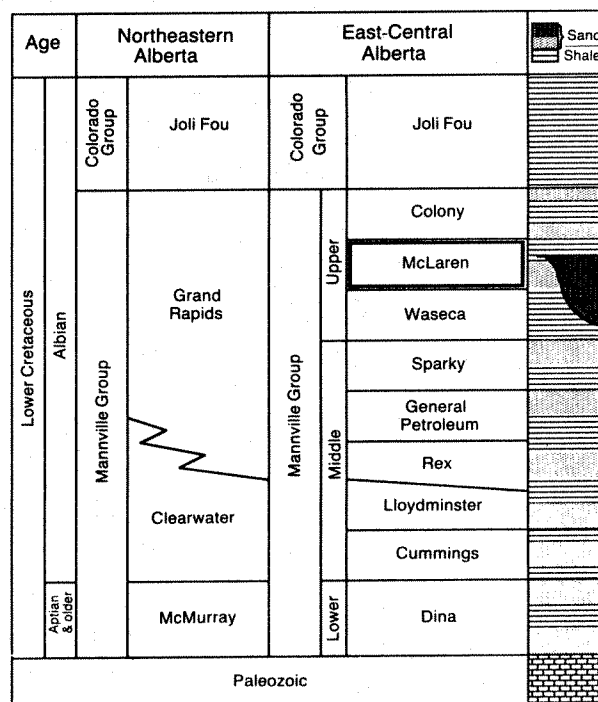 Age
Northeastern
Alberta
East-Central
Alberta
Sand
Shale
Lower Cretaceous
Albian
Aptian
& older
Colorado
Group
Mannville Group
Joli Fou
Grand
Rapids
Clearwater
McMurray
Colorado
Group
Mannville Group
Upper
Middle
Lower
Joli Fou
Colony
McLaren
Waseca
Sparky
General
Petroleum
Rex
Lloydminster
Cummings
Dina
Paleozoic